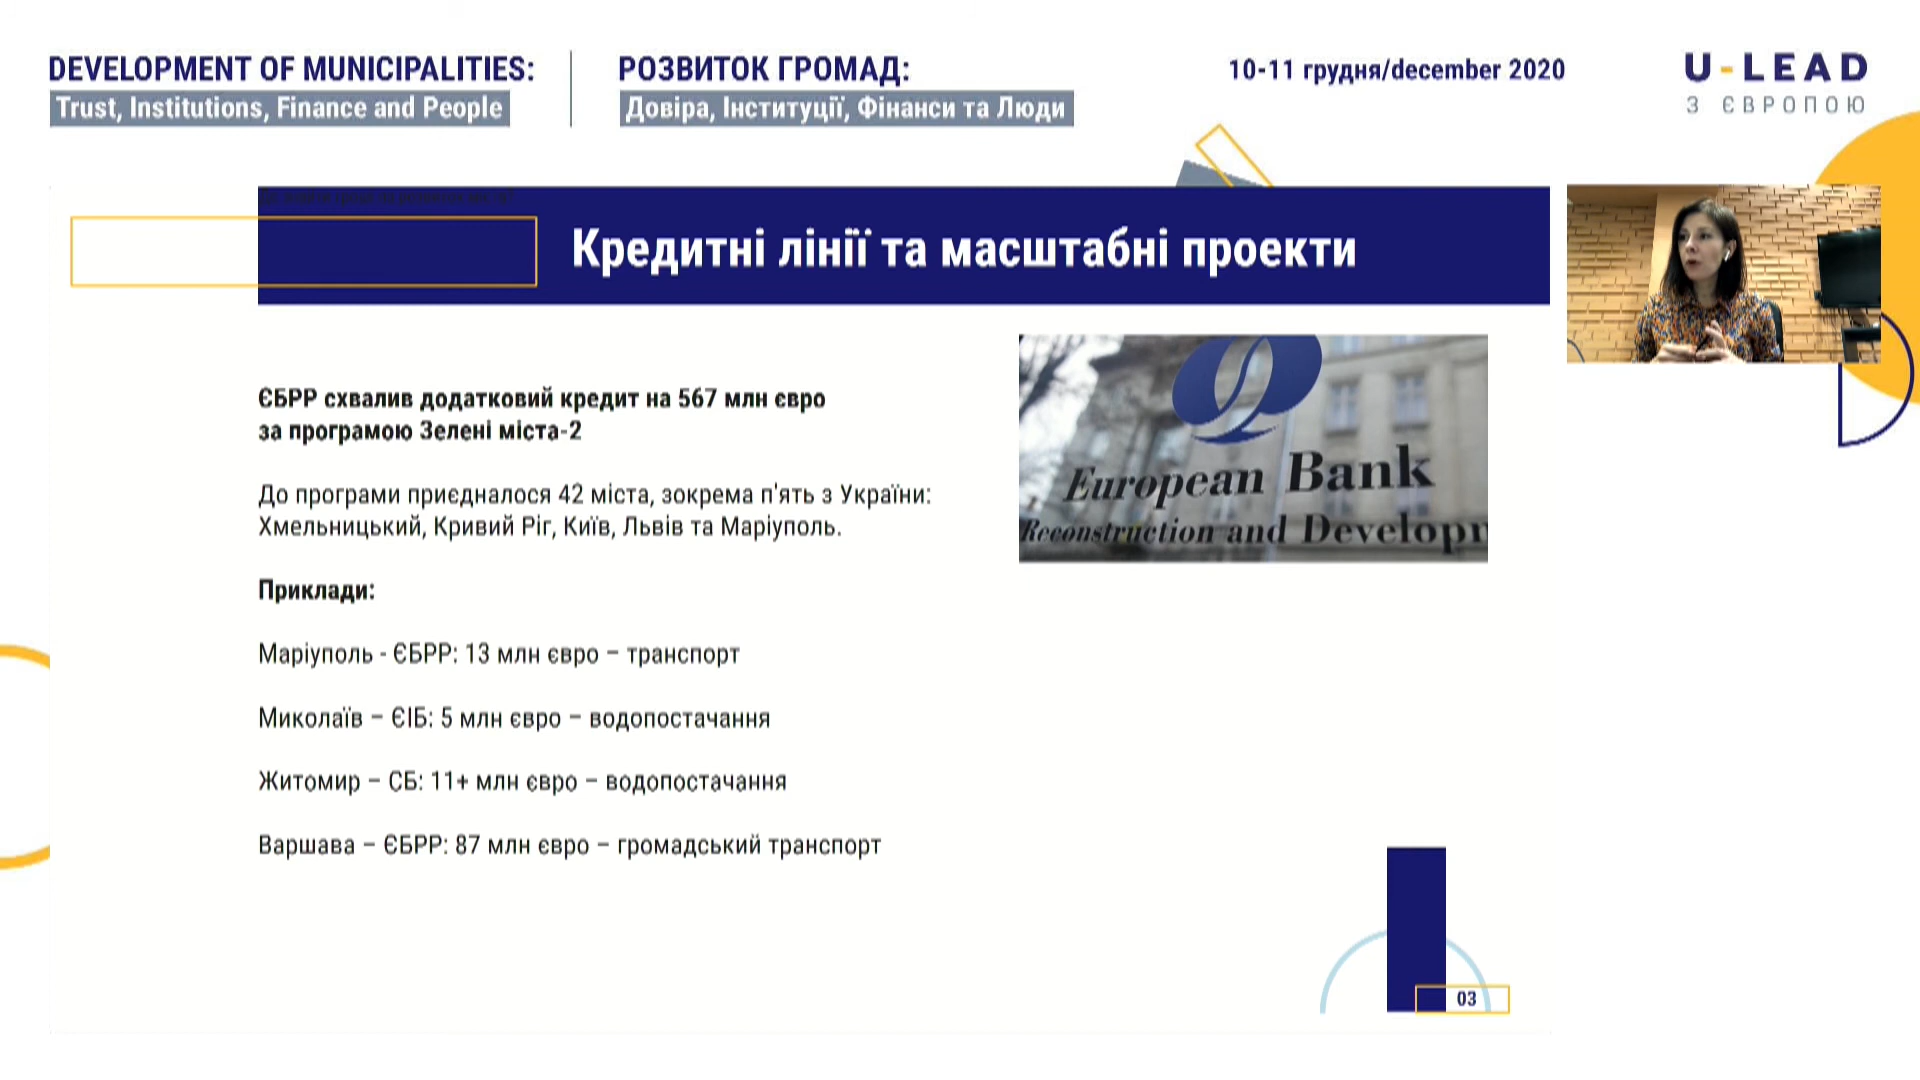 DEVELOPMENT OF MUNICIPALITIES:
Trust, Institutions, Finance and People
РОЗВИТОК ГРОМАД:
Довіра, Інституції, Фінанси та Люди
10-11 грудня/december 2020
U-LEAD
З ЄВРОПОЮ
Кредитні лінії та масштабні проекти
ЄБРР схвалив додатковий кредит на 567 млн євро
за програмою Зелені міста-2
До програми приєдналося 42 міста, зокрема п'ять з України:
Хмельницький, Кривий Ріг, Київ, Львів та Маріуполь.
Приклади:
Маріуполь - ЄБРР: 13 млн євро – транспорт
Миколаїв – ЄІБ: 5 млн євро – водопостачання
Житомир – СБ: 11+ млн євро – водопостачання
Варшава – ЄБРР: 87 млн євро – громадський транспорт
European Bank
Reconstruction and Developm
03